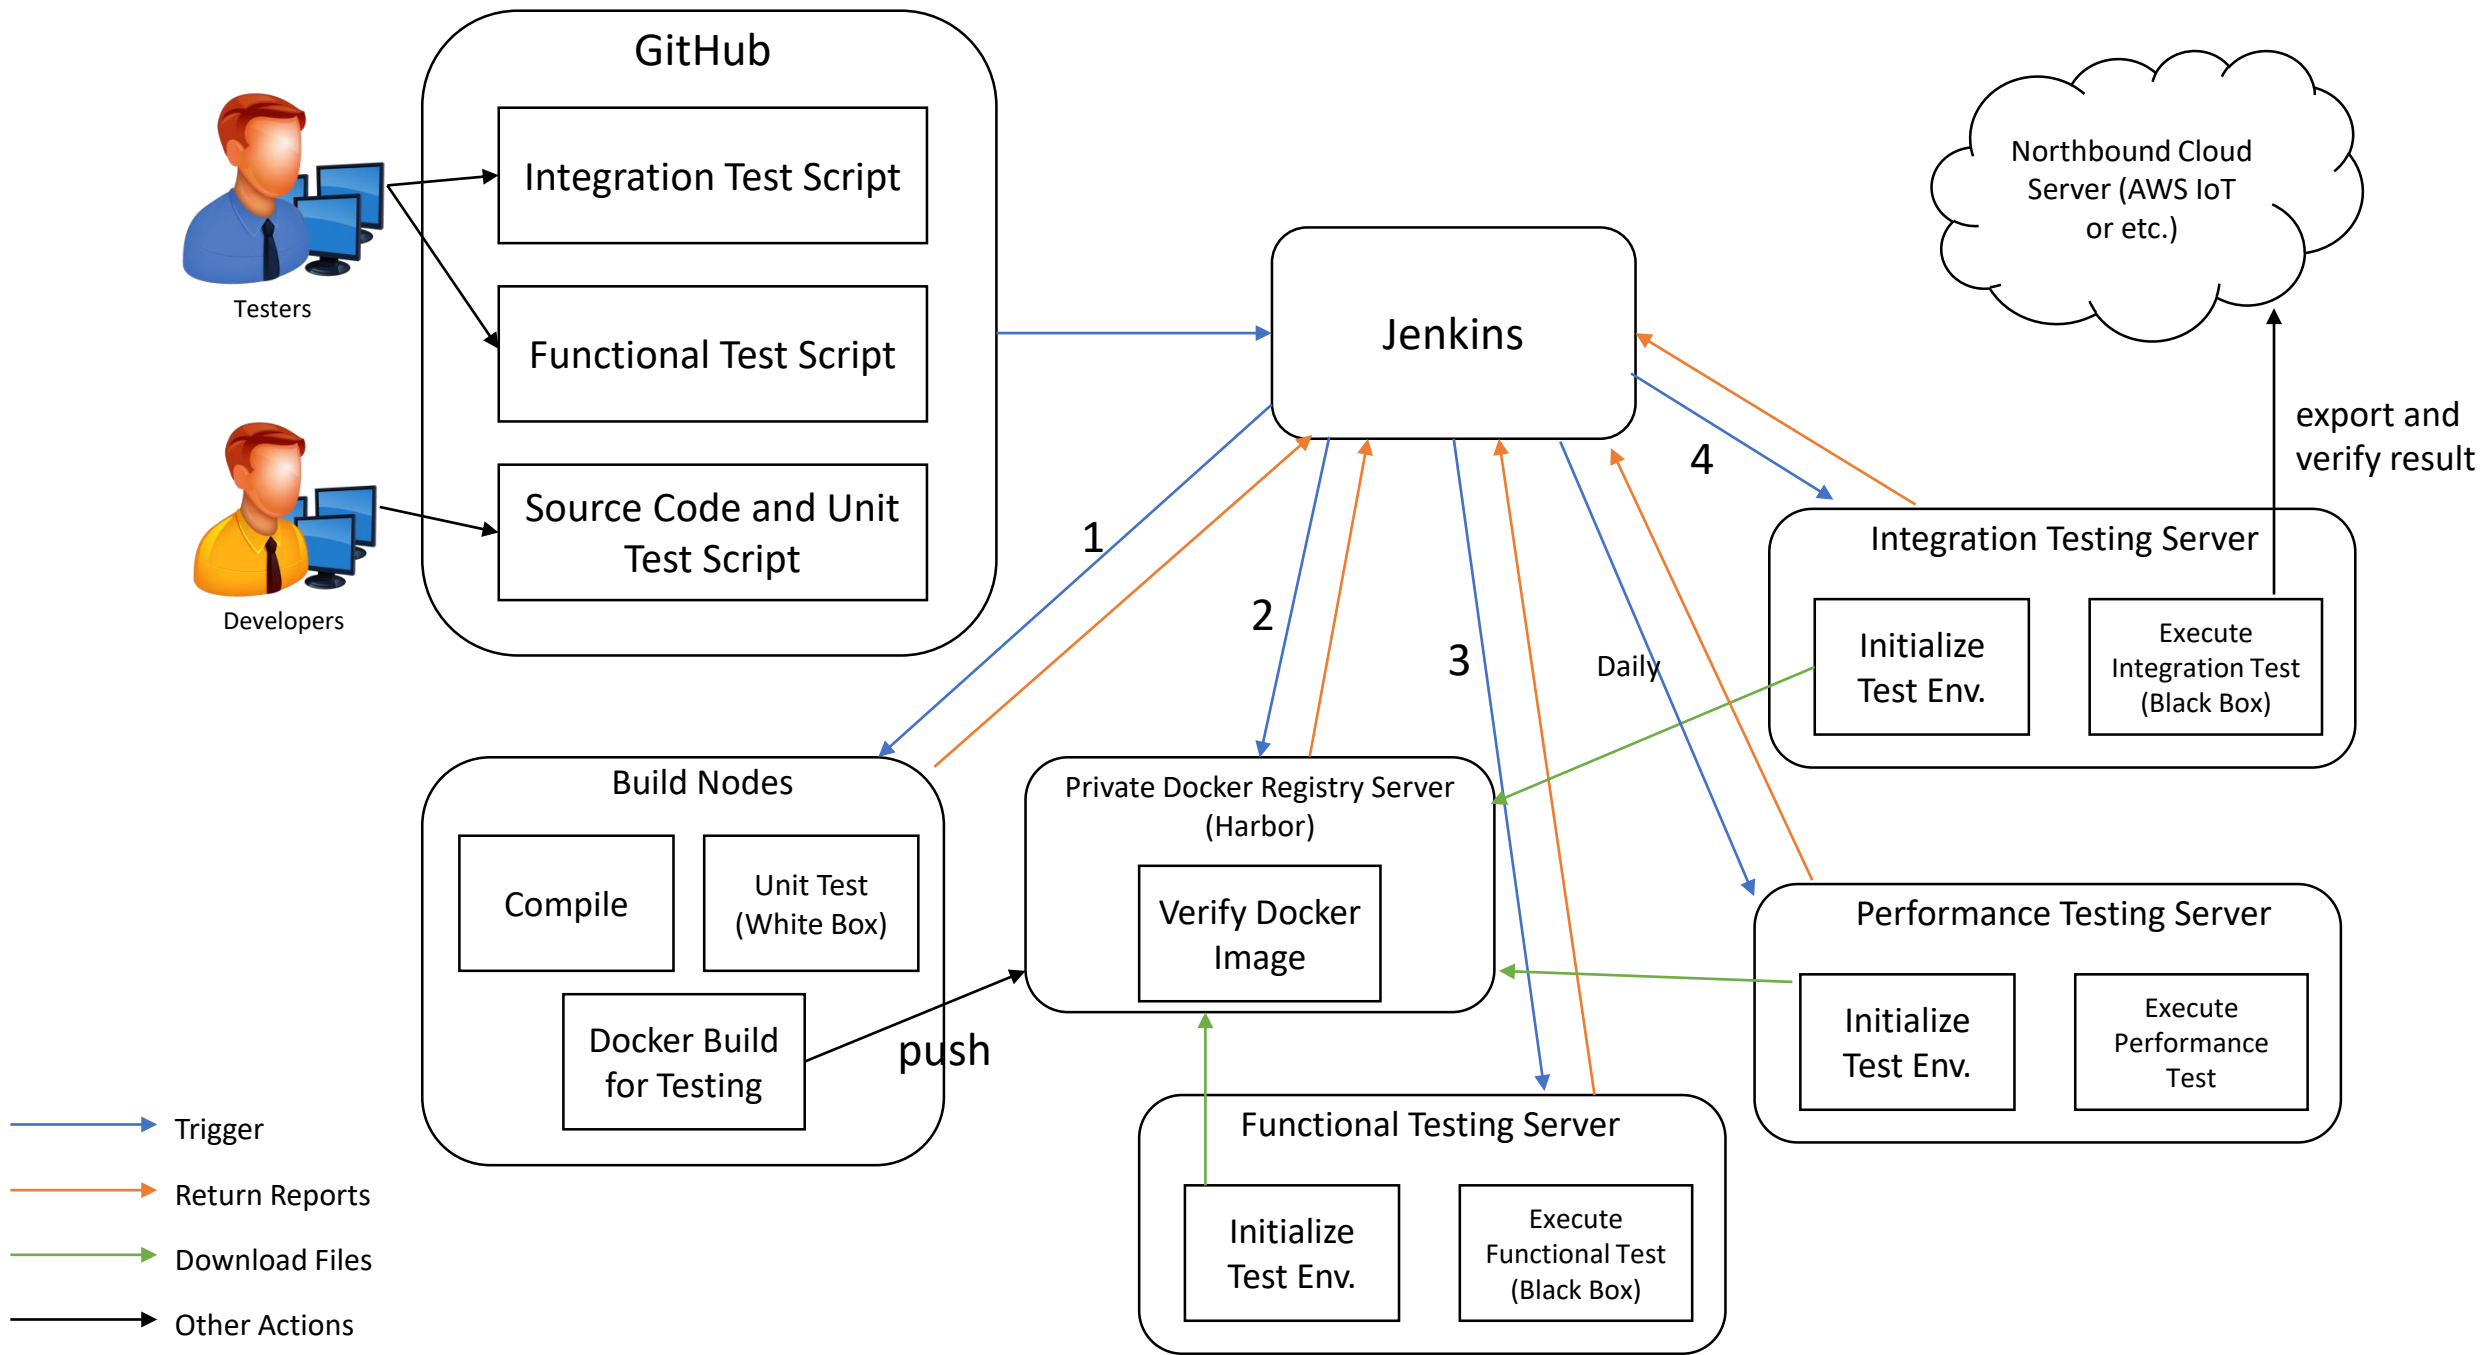 GitHub
Integration Test Script
Functional Test Script
Source Code and Unit
Test Script
Testers
Developers
Jenkins
Northbound Cloud
Server (AWS IoT
or etc.)
export and
verify result
1
2
3
Daily
4
Integration Testing Server
Initialize
Test Env.
Execute
Integration Test
(Black Box)
Build Nodes
Compile
Unit Test
(White Box)
Docker Build
for Testing
push
Private Docker Registry Server
(Harbor)
Verify Docker
Image
Performance Testing Server
Initialize
Test Env.
Execute
Performance
Test
Functional Testing Server
Initialize
Test Env.
Execute
Functional Test
(Black Box)
Trigger
Return Reports
Download Files
Other Actions